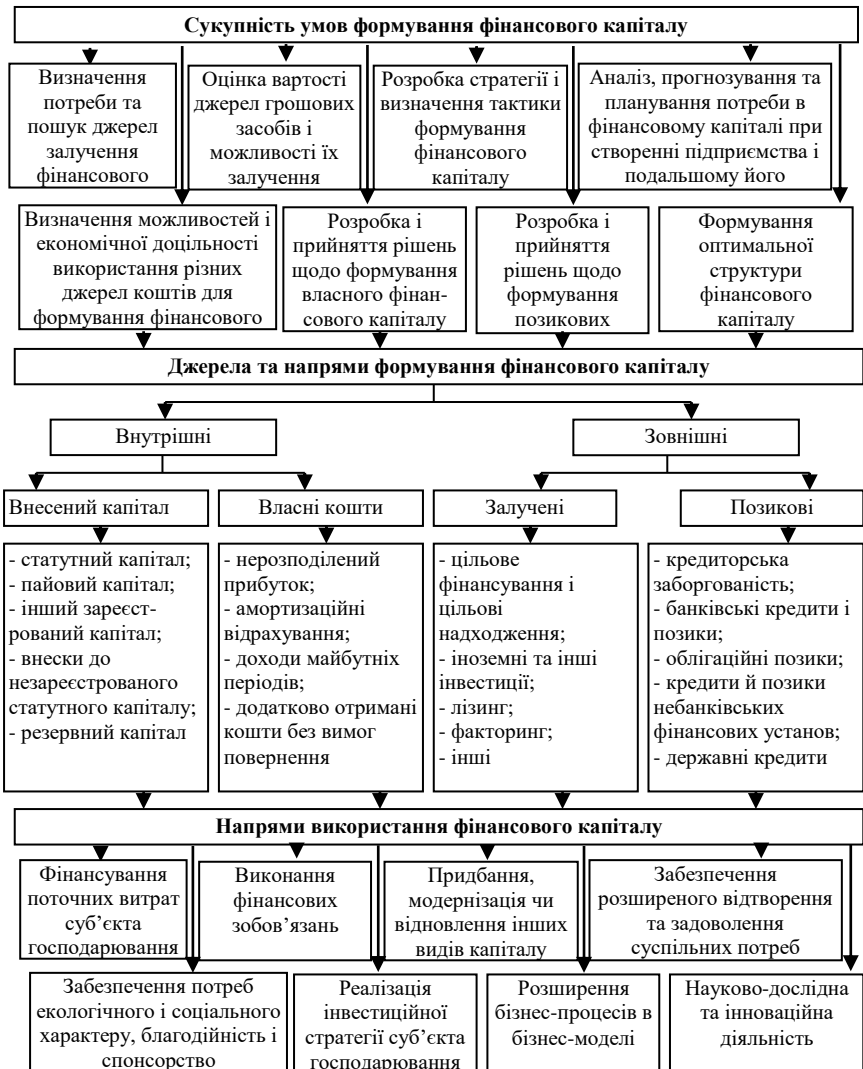 Сукупність умов формування фінансового капіталу
Визначення
потреби та
пошук джерел
залучення
фінансового
Оцінка вартості
джерел грошових
засобів і
можливості їх
залучення
Розробка стратегії і
визначення тактики
формування
фінансового
капіталу
Аналіз, прогнозування та
планування потреби в
фінансовому капіталі при
створенні підприємства і
подальшому його
Визначення можливостей і
економічної доцільності
використання різних
джерел коштів для
формування фінансового
Розробка і
прийняття рішень
щодо формування
власного фінан-
сового капіталу
Розробка і
прийняття
рішень щодо
формування
позикових
Формування
оптимальної
структури
фінансового
капіталу
Джерела та напрями формування фінансового капіталу
Внутрішні
Зовнішні
Внесений капітал
Власні кошти
Залучені
Позикові
- статутний капітал;
- пайовий капітал;
- інший зареєст-
рований капітал;
- внески до
незареєстрованого
статутного капіталу;
- резервний капітал
- нерозподілений
прибуток;
- амортизаційні
відрахування;
- доходи майбутніх
періодів;
- додатково отримані
кошти без вимог
повернення
- цільове
фінансування і
цільові
надходження;
- іноземні та інші
інвестиції;
- лізинг;
- факторинг;
- інші
- кредиторська
заборгованість;
- банківські кредити і
позики;
- облігаційні позики;
- кредити й позики
небанківських
фінансових установ;
- державні кредити
Напрями використання фінансового капіталу
Фінансування
поточних витрат
суб’єкта
господарювання
Виконання
фінансових
зобов’язань
Придбання,
модернізація чи
відновлення інших
видів капіталу
Забезпечення
розширеного відтворення
та задоволення
суспільних потреб
Забезпечення потреб
екологічного і соціального
характеру, благодійність і
спонсорство
Реалізація
інвестиційної
стратегії суб’єкта
господарювання
Розширення
бізнес-процесів в
бізнес-моделі
Науково-дослідна
та інноваційна
діяльність